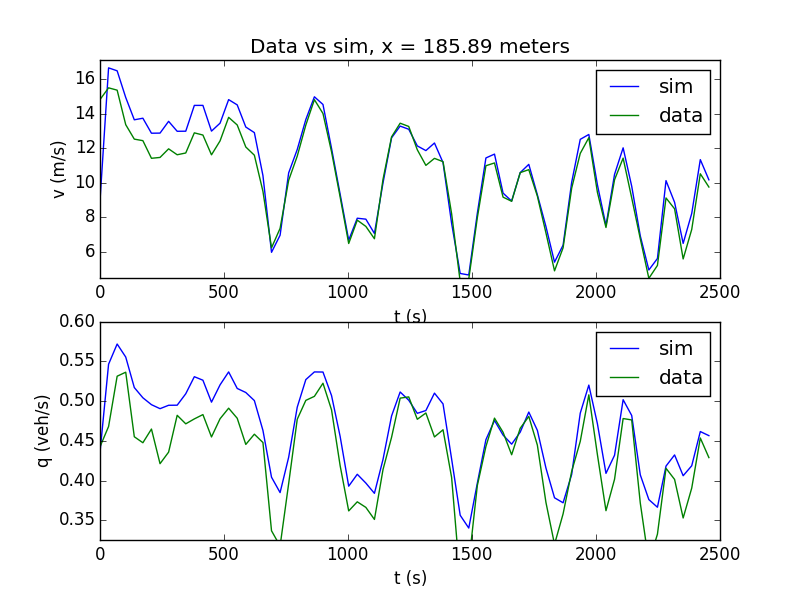 Data vs sim, x = 185.89 meters
v (m/s)
16
14
12
10
8
6
sim
data
0 500 1000 1500 2000 2500
t (s)
q (veh/s)
0.60
0.55
0.50
0.45
0.40
0.35
sim
data
0 500 1000 1500 2000 2500
t (s)